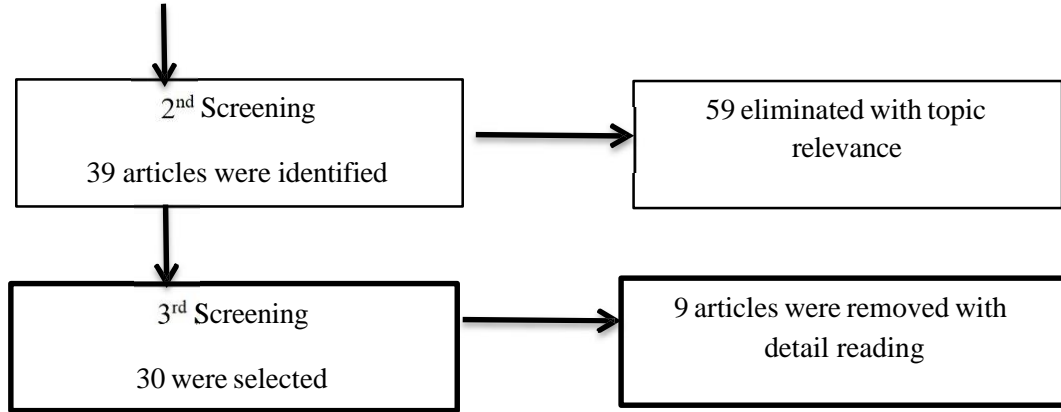 2nd Screening
39 articles were identified
59 eliminated with topic
relevance
3rd Screening
30 were selected
9 articles were removed with
detail reading